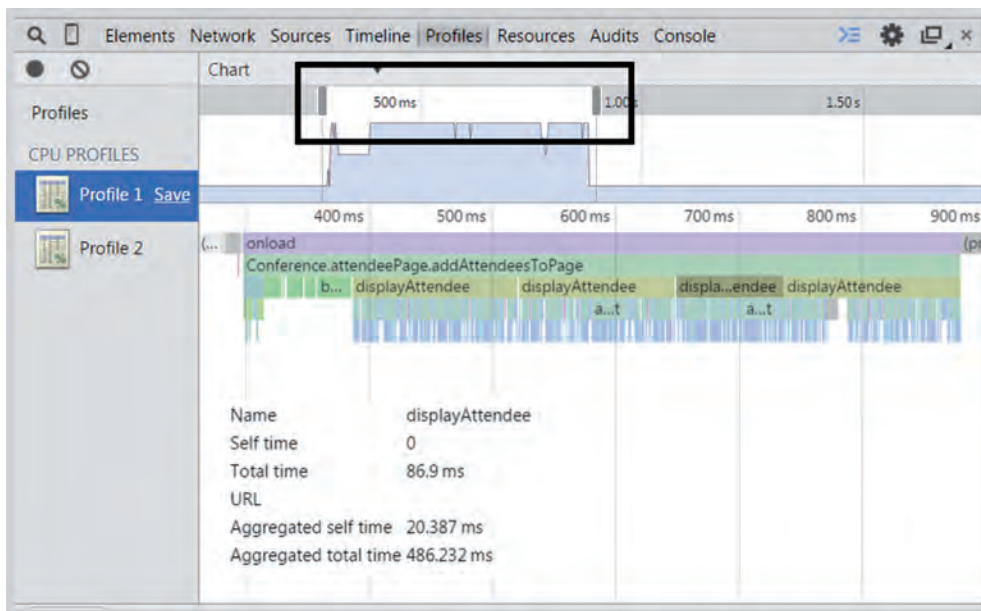 Elements Network Sources Timeline Profiles Resources Audits Console
Chart
Profiles
500 ms 1.00 s 1.50 s
CPU PROFILES
Profile 1 Save
400 ms 500 ms 600 ms 700 ms 800 ms 900 ms
Profile 2
(... onload (pr
Conference.attendeePage.addAttendeesToPage
b... displayAttendee displayAttendee displa...endee displayAttendee
a...t a...t
Name displayAttendee
Self time 0
Total time 86.9 ms
URL
Aggregated self time 20.387 ms
Aggregated total time 486.232 ms